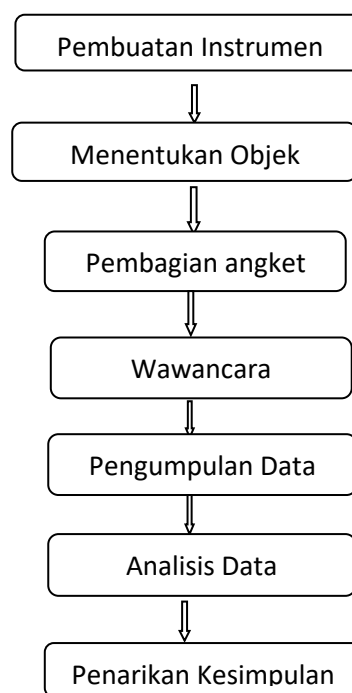 Pembuatan Instrumen
Menentukan Objek
Pembagian angket
Wawancara
Pengumpulan Data
Analisis Data
Penarikan Kesimpulan